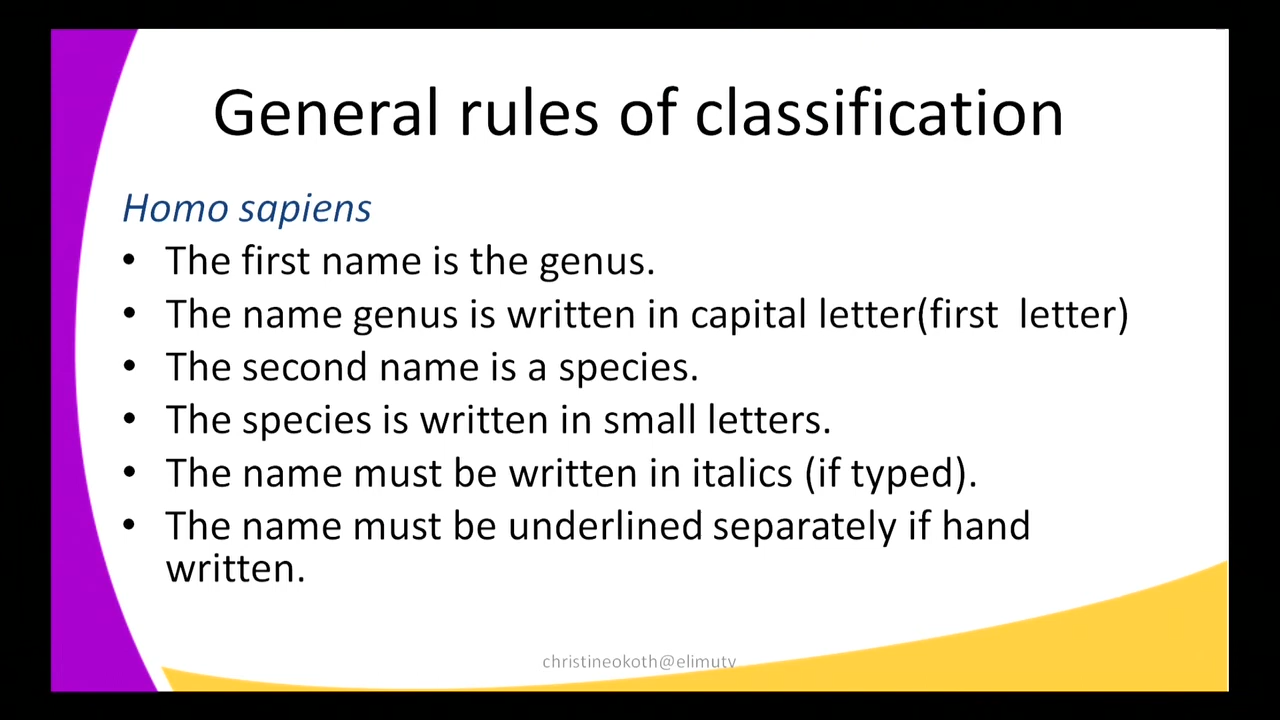 General rules of classification
Homo sapiens
• The first name is the genus.
• The name genus is written in capital letter(first  letter)
• The second name is a species.
• The species is written in small letters.
• The name must be written in italics (if typed).
• The name must be underlined separately if hand
written.
christineokoth@elimutv